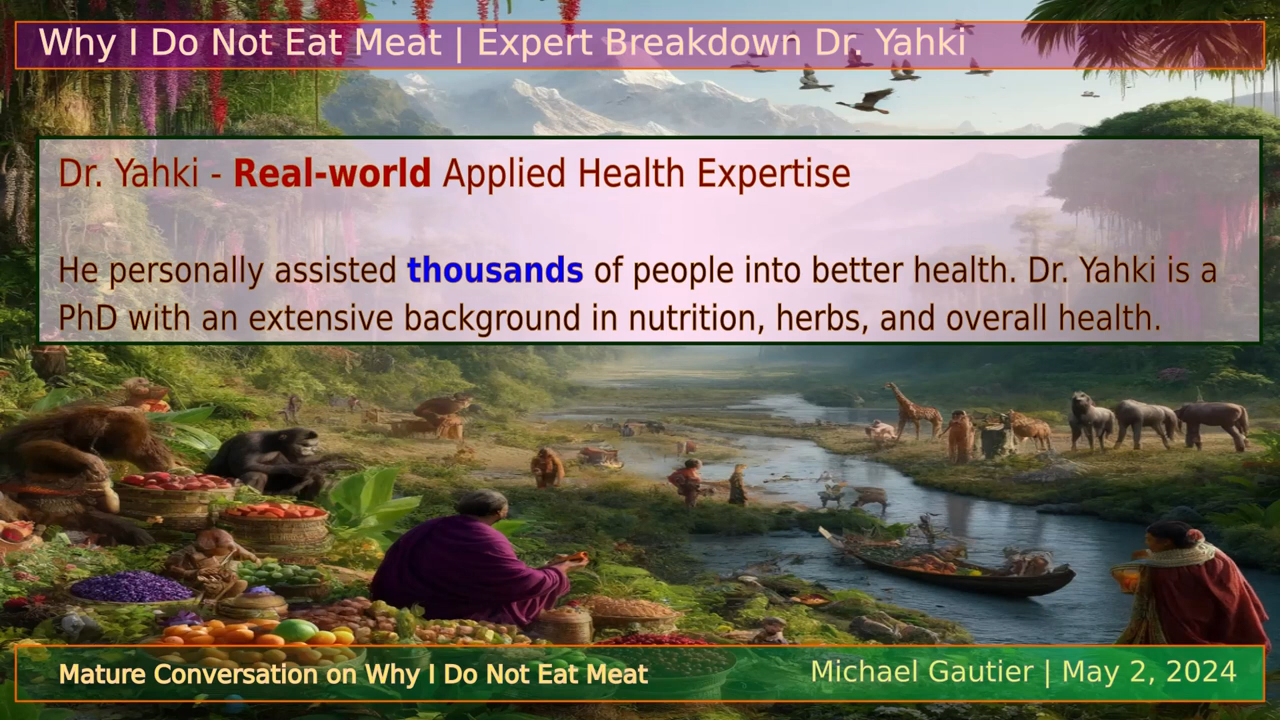 Why I Do Not Eat Meat | Expert Breakdown Dr. Yahki
Dr. Yahki - Real-world Applied Health Expertise
He personally assisted thousands of people into better health. Dr. Yahki is a
PhD with an extensive background in nutrition, herbs, and overall health.
Mature Conversation on Why I Do Not Eat Meat
Michael Gautier | May 2, 2024